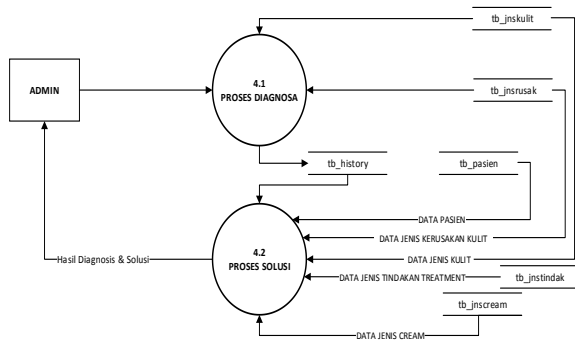 tb_jnskulit
ADMIN
4.1
PROSES DIAGNOSA
tb_jnsrusak
tb_history
tb_pasien
DATA PASIEN
DATA JENIS KERUSAKAN KULIT
4.2
PROSES SOLUSI
Hasil Diagnosis & Solusi
DATA JENIS KULIT
DATA JENIS TINDAKAN TREATMENT
tb_jnstindak
tb_jnscream
DATA JENIS CREAM